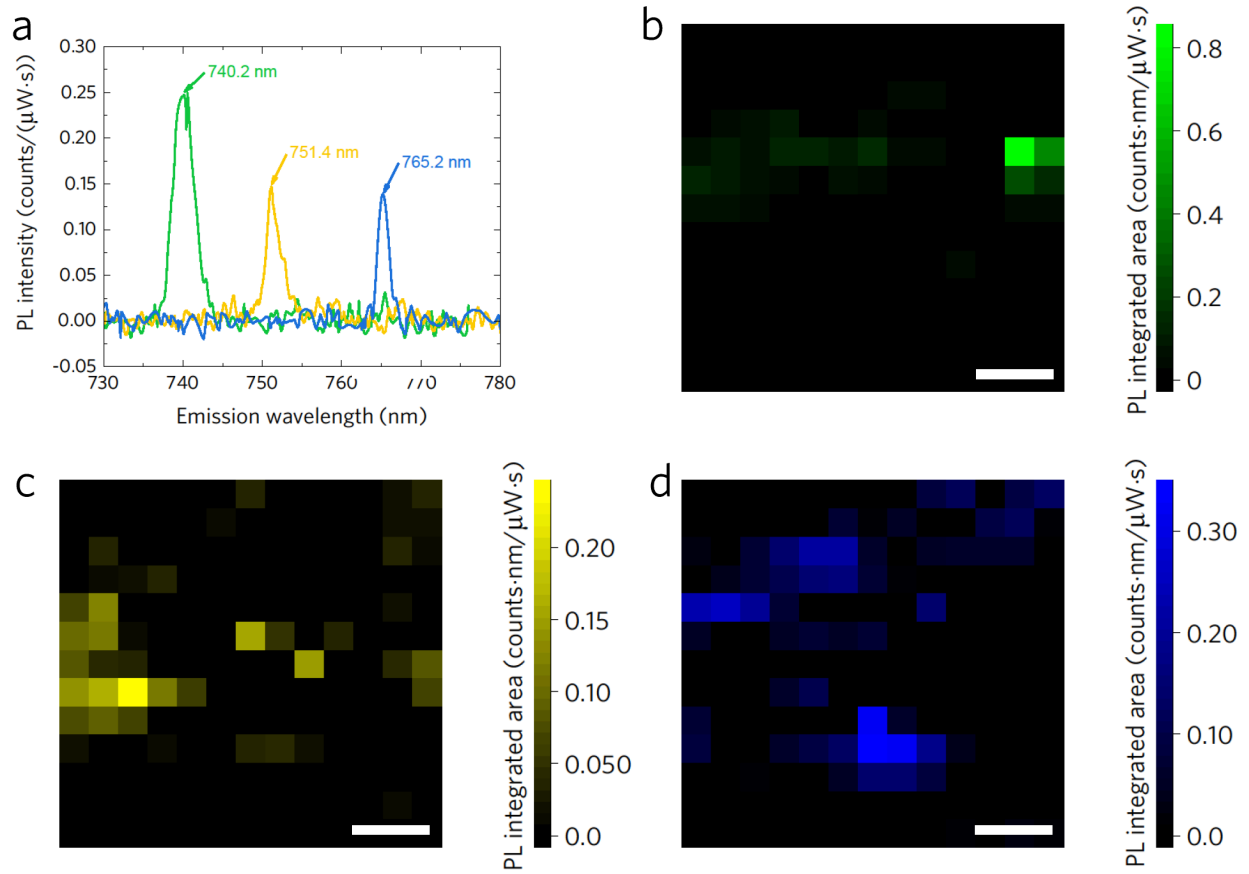 a
0.30
0.25
0.20
0.15
0.10
0.05
0.00
-0.05
PL intensity (counts/(μW·s))
740.2 nm
751.4 nm
765.2 nm
730
740
750
760
780
Emission wavelength (nm)
b
PL integrated area (counts·nm/μW·s)
0.8
0.6
0.4
0.2
0
c
PL integrated area (counts·nm/μW·s)
0.20
0.15
0.10
0.050
0.0
d
PL integrated area (counts·nm/μW·s)
0.30
0.20
0.10
0.0